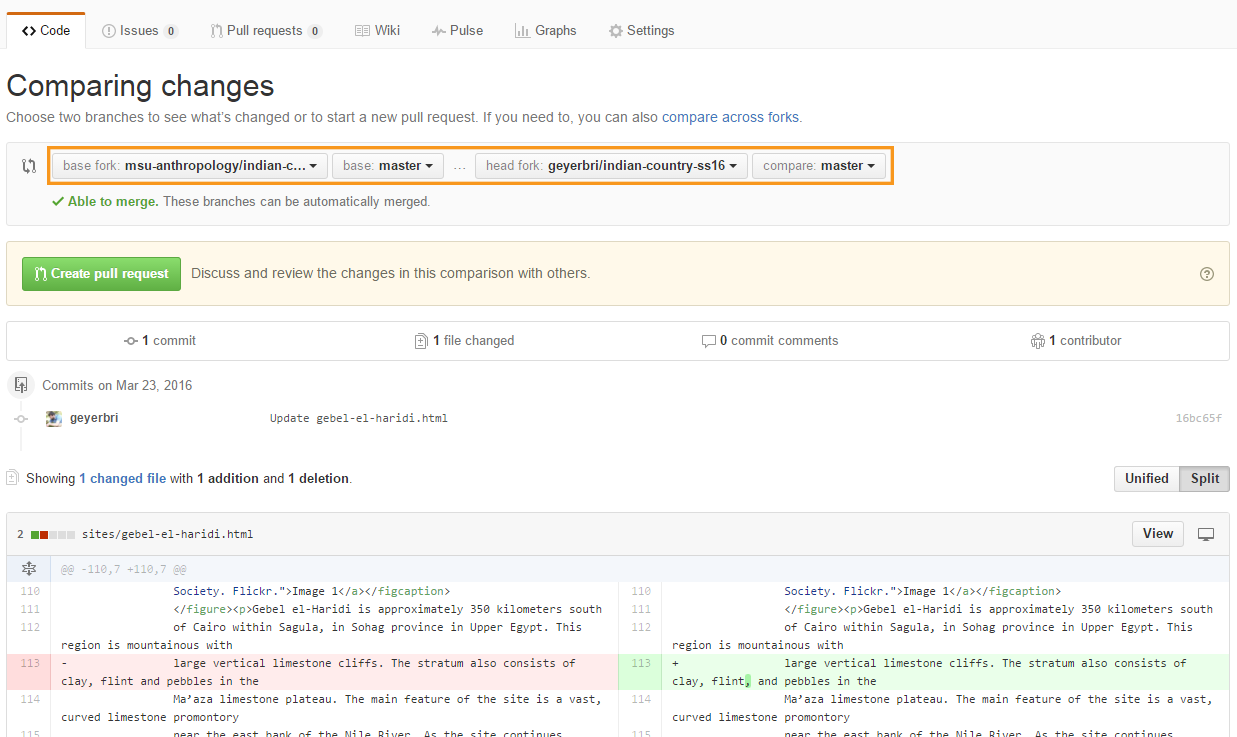 Code Issues 0 Pull requests 0 Wiki Pulse Graphs Settings
Comparing changes
Choose two branches to see what's changed or to start a new pull request. If you need to, you can also compare across forks.
base fork: msu-anthropology/indian-c... base: master ... head fork: geyerbri/indian-country-ss16 compare: master
Able to merge. These branches can be automatically merged.
Create pull request Discuss and review the changes in this comparison with others.
1 commit 1 file changed 0 commit comments 1 contributor
Commits on Mar 23, 2016
geyerbri Update gebel-el-haridi.html 16bc65f
Showing 1 changed file with 1 addition and 1 deletion. Unified Split
2 sites/gebel-el-haridi.html View
@@ -110,7 +110,7 @@
110 Society. Flickr.">Image 1</a></figcaption> 110 Society. Flickr.">Image 1</a></figcaption>
111 </figure><p>Gebel el-Haridi is approximately 350 kilometers south 111 </figure><p>Gebel el-Haridi is approximately 350 kilometers south
112 of Cairo within Sagula, in Sohag province in Upper Egypt. This 112 of Cairo within Sagula, in Sohag province in Upper Egypt. This
region is mountainous with region is mountainous with
113 - large vertical limestone cliffs. The stratum also consists of 113 + large vertical limestone cliffs. The stratum also consists of
clay, flint and pebbles in the clay, flint, and pebbles in the
114 Ma'aza limestone plateau. The main feature of the site is a vast, 114 Ma'aza limestone plateau. The main feature of the site is a vast,
curved limestone promontory curved limestone promontory
115 near the east bank of the Nile River. As the site continues 115 near the east bank of the Nile River. As the site continues